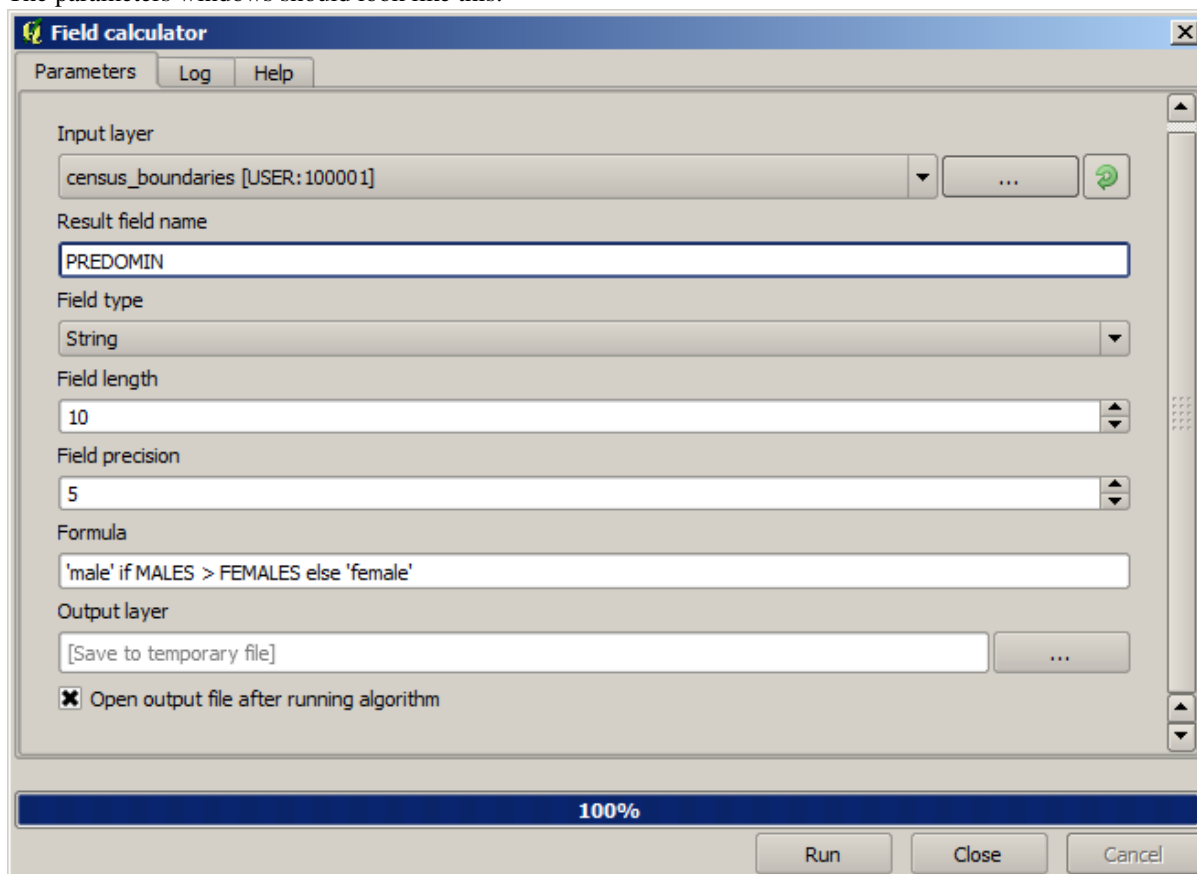 The parameters windows should look like this:
Field calculator
Parameters Log Help
Input layer
census_boundaries [USER:100001]
...
Result field name
PREDOMIN
Field type
String
Field length
10
Field precision
5
Formula
'male' if MALES > FEMALES else 'female'
Output layer
[Save to temporary file]
...
Open output file after running algorithm
100%
Run Close Cancel